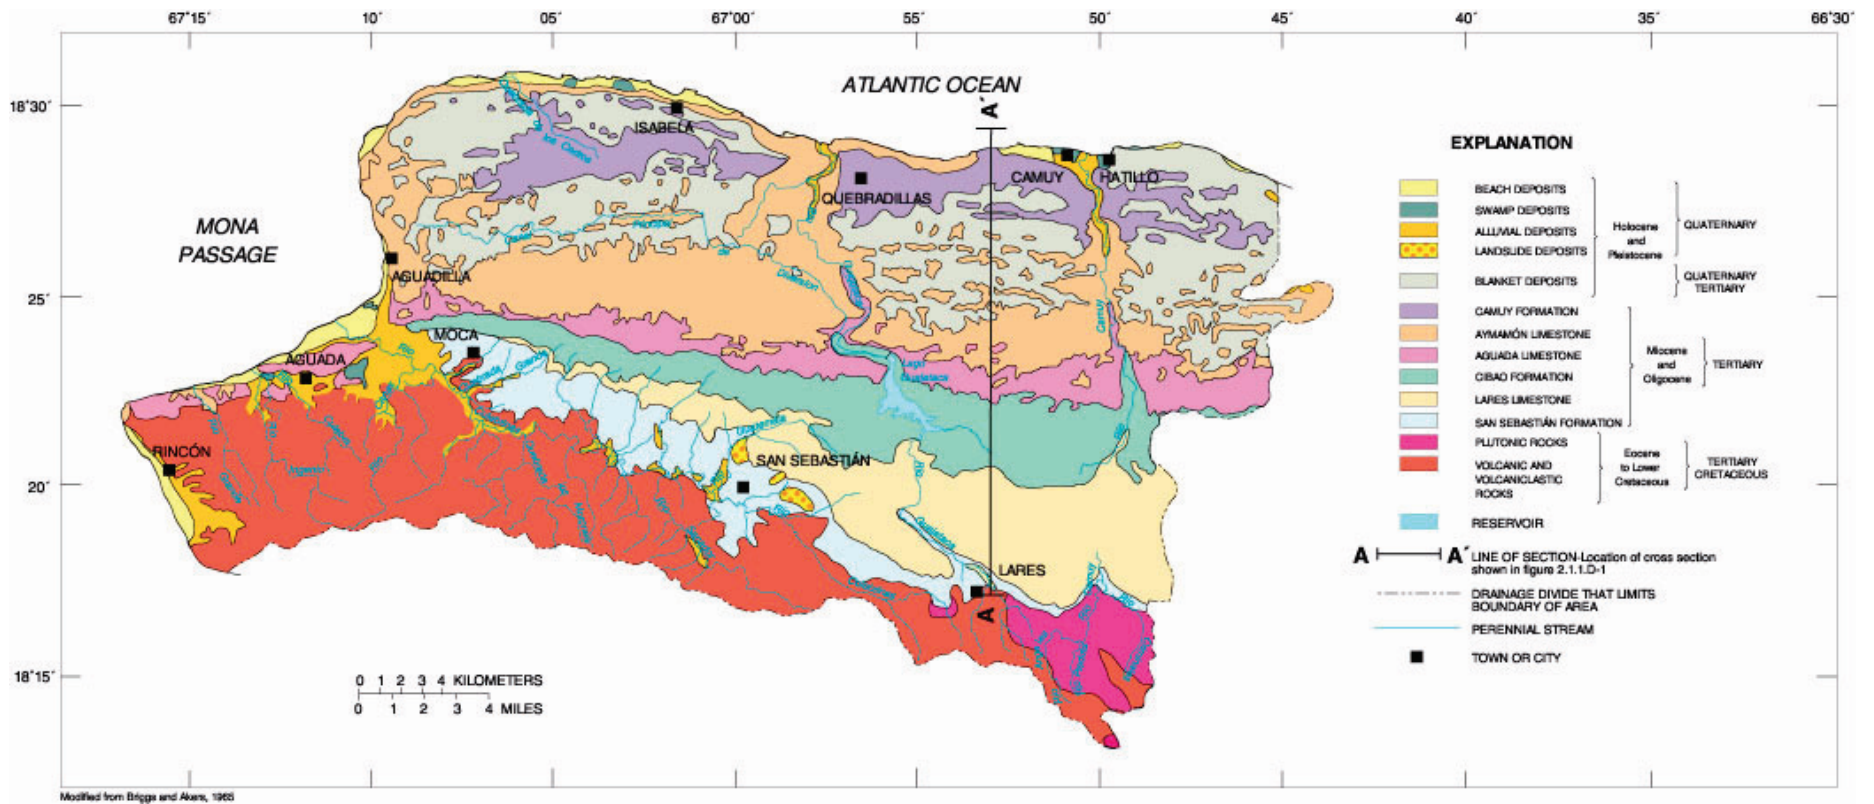 67°15′ 10′ 05′ 67°00′ 55′ 50′ 45′ 40′ 35′ 66°30′
18°30′
25′
20′
18°15′
ATLANTIC OCEAN
MONA
PASSAGE
A´
ISABELA
QUEBRADILLAS
CAMUY
HATILLO
AGUADILLA
MOCA
AGUADA
RINCÓN
SAN SEBASTIÁN
LARES
A
Lago
Guajataca
Camuy
Guajataca
0 1 2 3 4 KILOMETERS
0 1 2 3 4 MILES
EXPLANATION
BEACH DEPOSITS
SWAMP DEPOSITS
ALLUVIAL DEPOSITS
LANDSLIDE DEPOSITS
BLANKET DEPOSITS
Holocene
and
Pleistocene
QUATERNARY
QUATERNARY
TERTIARY
CAMUY FORMATION
AYMAMÓN LIMESTONE
AGUADA LIMESTONE
CIBAO FORMATION
LARES LIMESTONE
SAN SEBASTIÁN FORMATION
Miocene
and
Oligocene
TERTIARY
PLUTONIC ROCKS
VOLCANIC AND
VOLCANICLASTIC
ROCKS
Eocene
to Lower
Cretaceous
TERTIARY
CRETACEOUS
RESERVOIR
A A´ LINE OF SECTION-Location of cross section
shown in figure 2.1.1.D-1
DRAINAGE DIVIDE THAT LIMITS
BOUNDARY OF AREA
PERENNIAL STREAM
TOWN OR CITY
Modified from Briggs and Akers, 1965